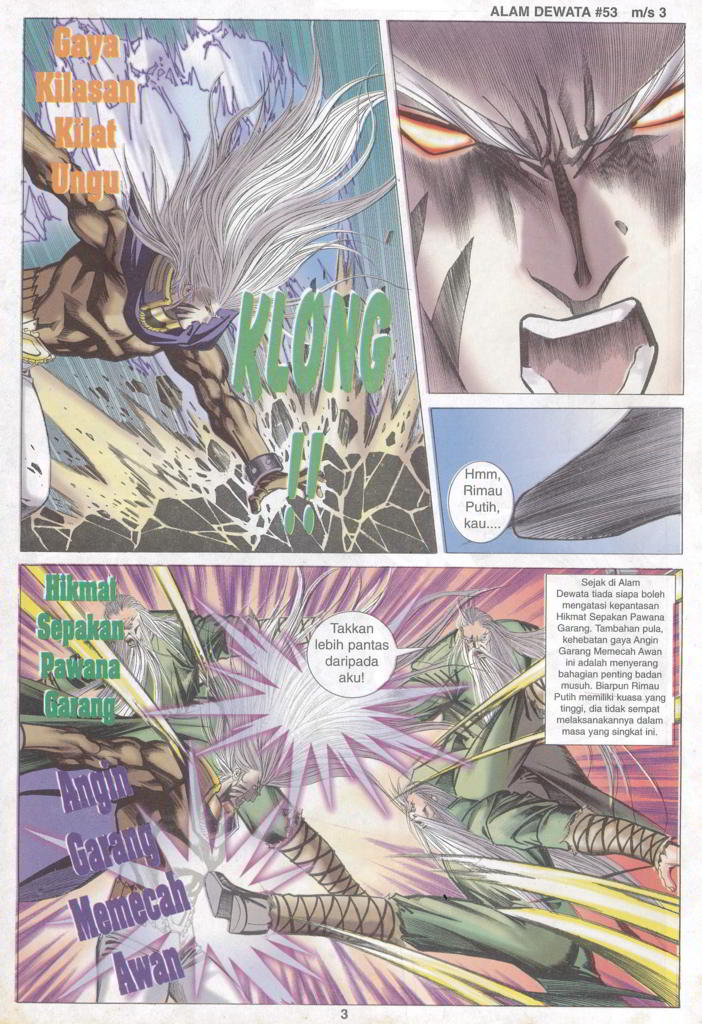 ALAM DEWATA #53 m/s 3
Gaya
Kilasan
Kilat
Ungu
KLONG
!!
Hmm,
Rimau
Putih,
kau....
Hikmat
Sepakan
Pawana
Garang
Takkan
lebih pantas
daripada
aku!
Sejak di Alam
Dewata tiada siapa boleh
mengatasi kepantasan
Hikmat Sepakan Pawana
Garang. Tambahan pula,
kehebatan gaya Angin
Garang Memecah Awan
ini adalah menyerang
bahagian penting badan
musuh. Biarpun Rimau
Putih memiliki kuasa yang
tinggi, dia tidak sempat
melaksanakannya dalam
masa yang singkat ini.
Angin
Garang
Memecah
Awan
3